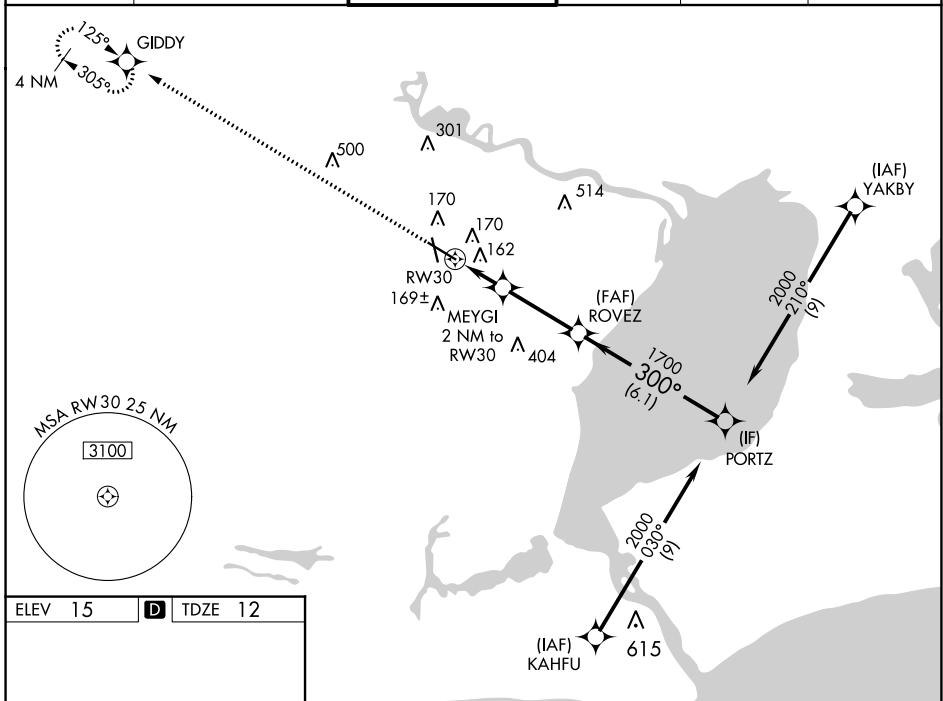 125°
GIDDY
305°
4 NM
500
301
514
(IAF)
YAKBY
170
170
162
RW30
169±
MEYGI
2 NM to
RW30
404
(FAF)
ROVEZ
2000
210°
(9)
1700
300°
(6.1)
(IF)
PORTZ
MSA RW30 25 NM
3100
2000
030°
(9)
(IAF)
KAHFU
615
ELEV 15 D TDZE 12